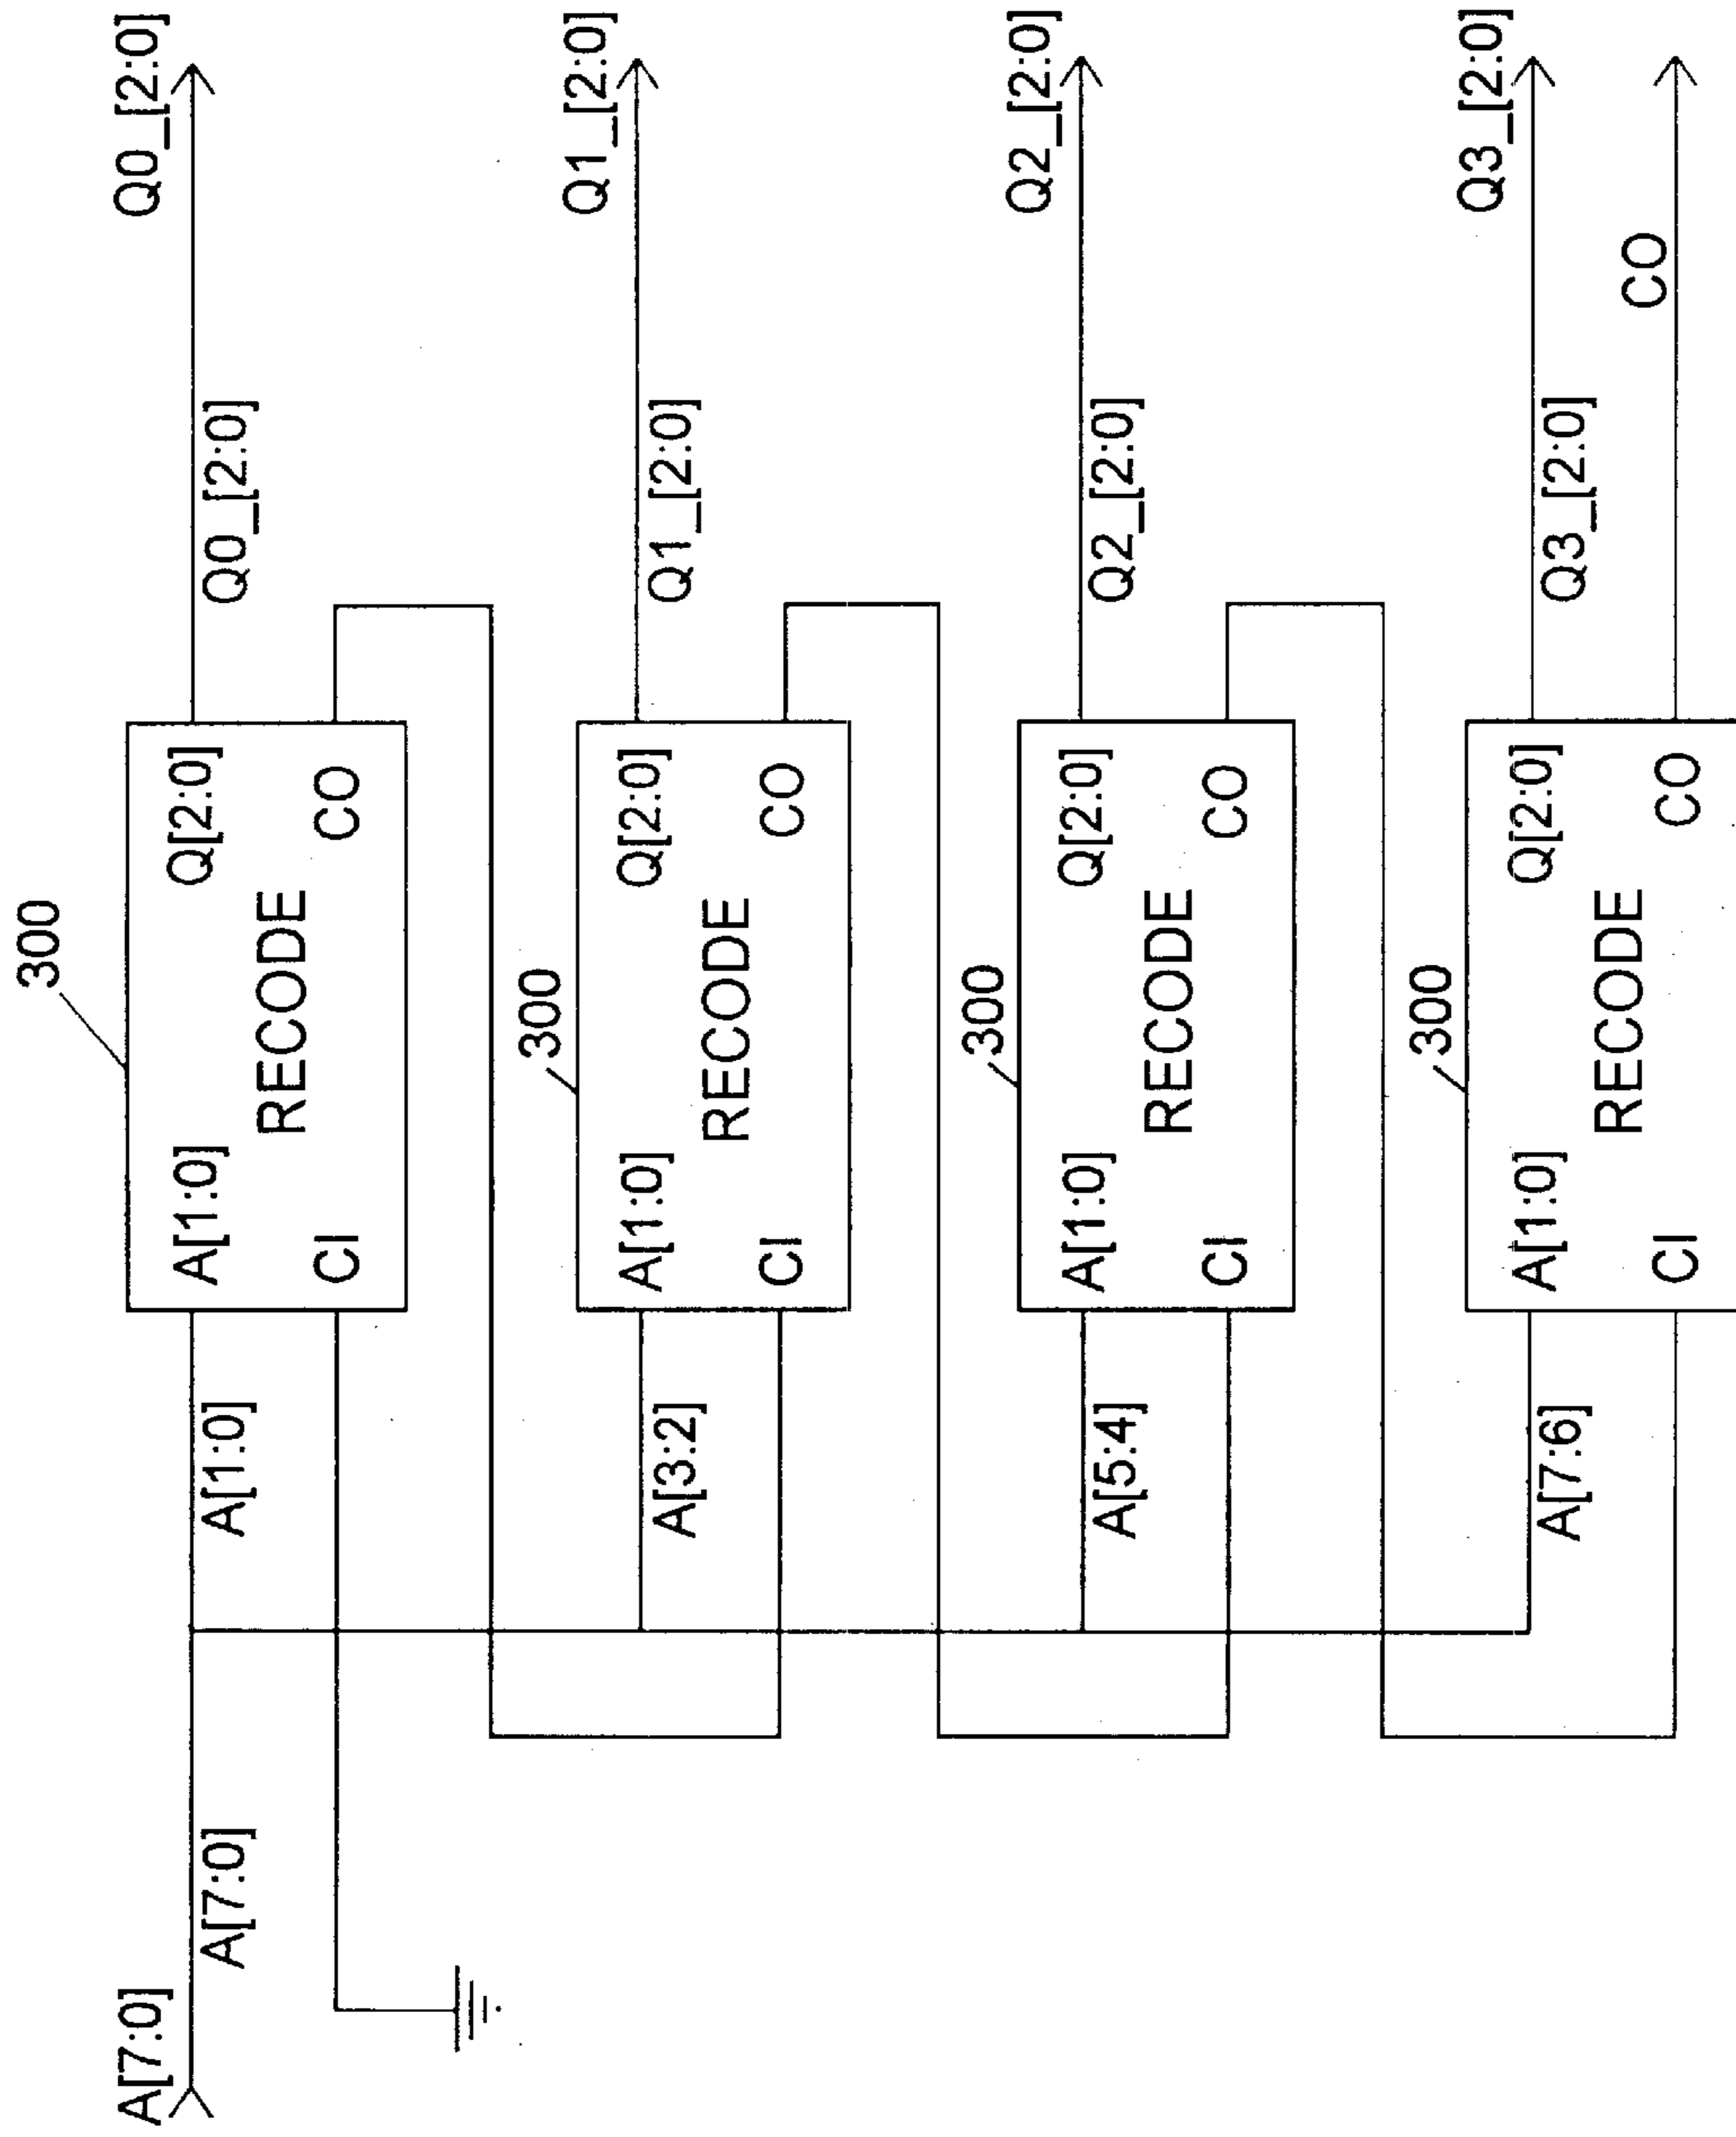 A[7:0]
A[7:0]
A[1:0]
300
A[1:0]
Q[2:0]
RECODE
CI
CO
Q0_[2:0]
Q0_[2:0]
A[3:2]
300
A[1:0]
Q[2:0]
RECODE
CI
CO
Q1_[2:0]
Q1_[2:0]
A[5:4]
300
A[1:0]
Q[2:0]
RECODE
CI
CO
Q2_[2:0]
Q2_[2:0]
A[7:6]
300
A[1:0]
Q[2:0]
RECODE
CI
CO
Q3_[2:0]
Q3_[2:0]
CO